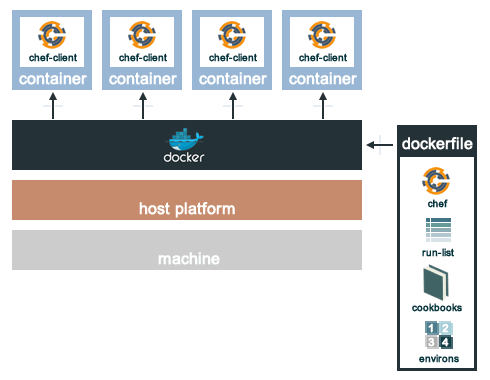 chef-client
chef-client
chef-client
chef-client
container
container
container
container
docker
dockerfile
chef
run-list
cookbooks
1 2
3 4
environs
host platform
machine